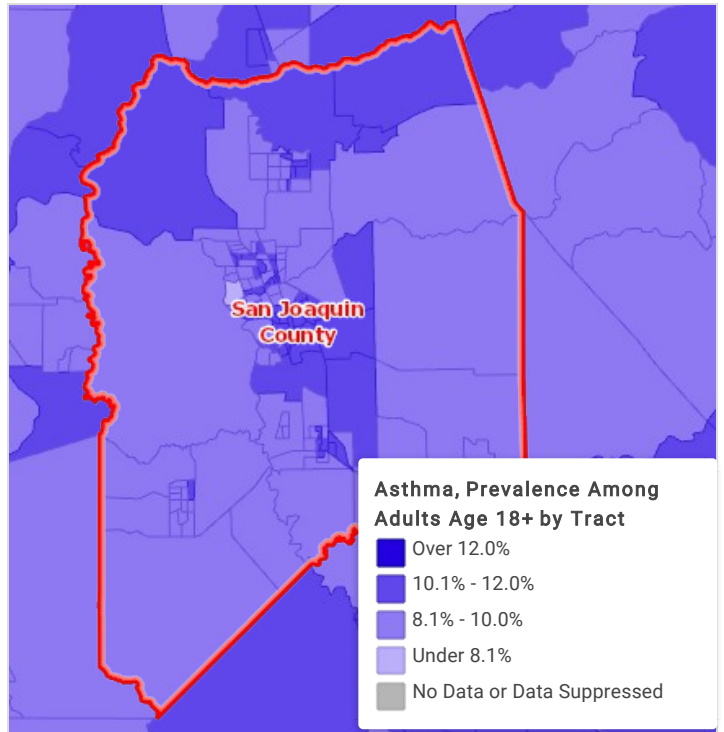 San Joaquin
County
Asthma, Prevalence Among
Adults Age 18+ by Tract
Over 12.0%
10.1% - 12.0%
8.1% - 10.0%
Under 8.1%
No Data or Data Suppressed